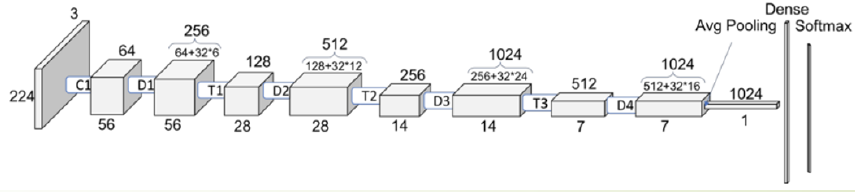 3
224
C1
64
56
D1
256
64+32*6
56
T1
128
28
D2
512
128+32*12
28
T2
256
14
D3
1024
256+32*24
14
T3
512
7
D4
1024
512+32*16
7
Avg Pooling
1024
1
Dense
Softmax